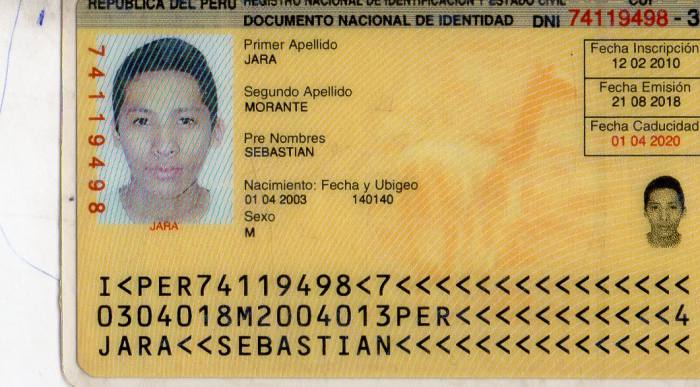 REPUBLICA DEL PERU REGISTRO NACIONAL DE IDENTIFICACION Y ESTADO CIVIL CUI
DOCUMENTO NACIONAL DE IDENTIDAD DNI 74119498 - 3
Primer Apellido
JARA
Segundo Apellido
MORANTE
Pre Nombres
SEBASTIAN
Nacimiento: Fecha y Ubigeo
01 04 2003 140140
Sexo
M
Fecha Inscripción
12 02 2010
Fecha Emisión
21 08 2018
Fecha Caducidad
01 04 2020
74119498
JARA
I<PER74119498<7<<<<<<<<<<<<<<<
0304018M2004013PER<<<<<<<<<<<4
JARA<<SEBASTIAN<<<<<<<<<<<<<<<